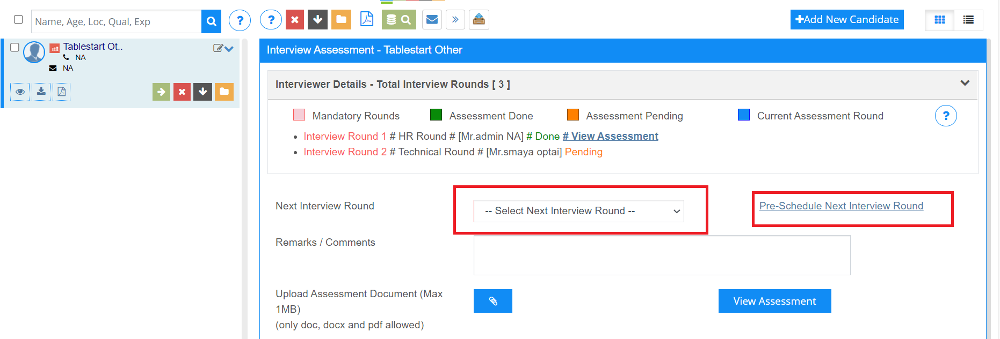 Name, Age, Loc, Qual, Exp
?
?
Add New Candidate
Tablestart Ot..
NA
NA
Interview Assessment - Tablestart Other
Interviewer Details - Total Interview Rounds [ 3 ]
Mandatory Rounds
Assessment Done
Assessment Pending
Current Assessment Round
?
Interview Round 1 # HR Round # [Mr.admin NA] # Done # View Assessment
Interview Round 2 # Technical Round # [Mr.smaya optai] Pending
Next Interview Round
-- Select Next Interview Round --
Pre-Schedule Next Interview Round
Remarks / Comments
Upload Assessment Document (Max
1MB)
(only doc, docx and pdf allowed)
View Assessment